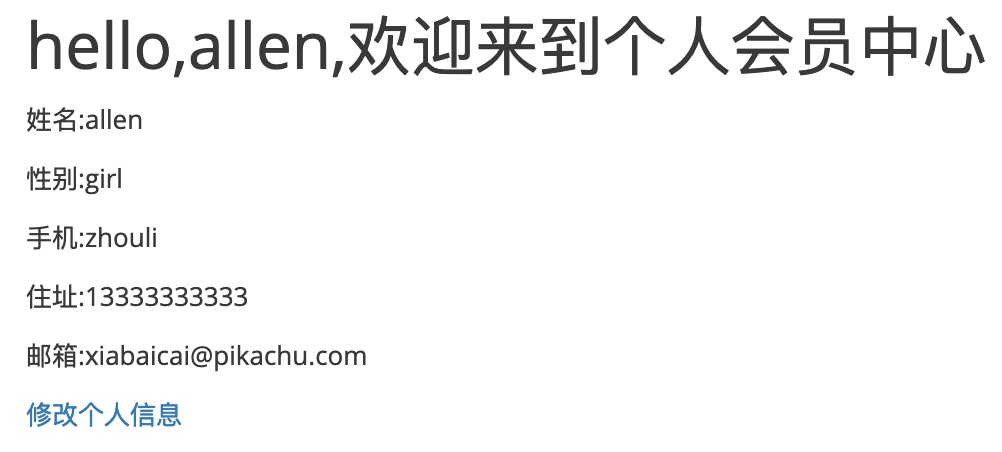 hello,allen,欢迎来到个人会员中心
姓名:allen
性别:girl
手机:zhouli
住址:13333333333
邮箱:xiabaicai@pikachu.com
修改个人信息